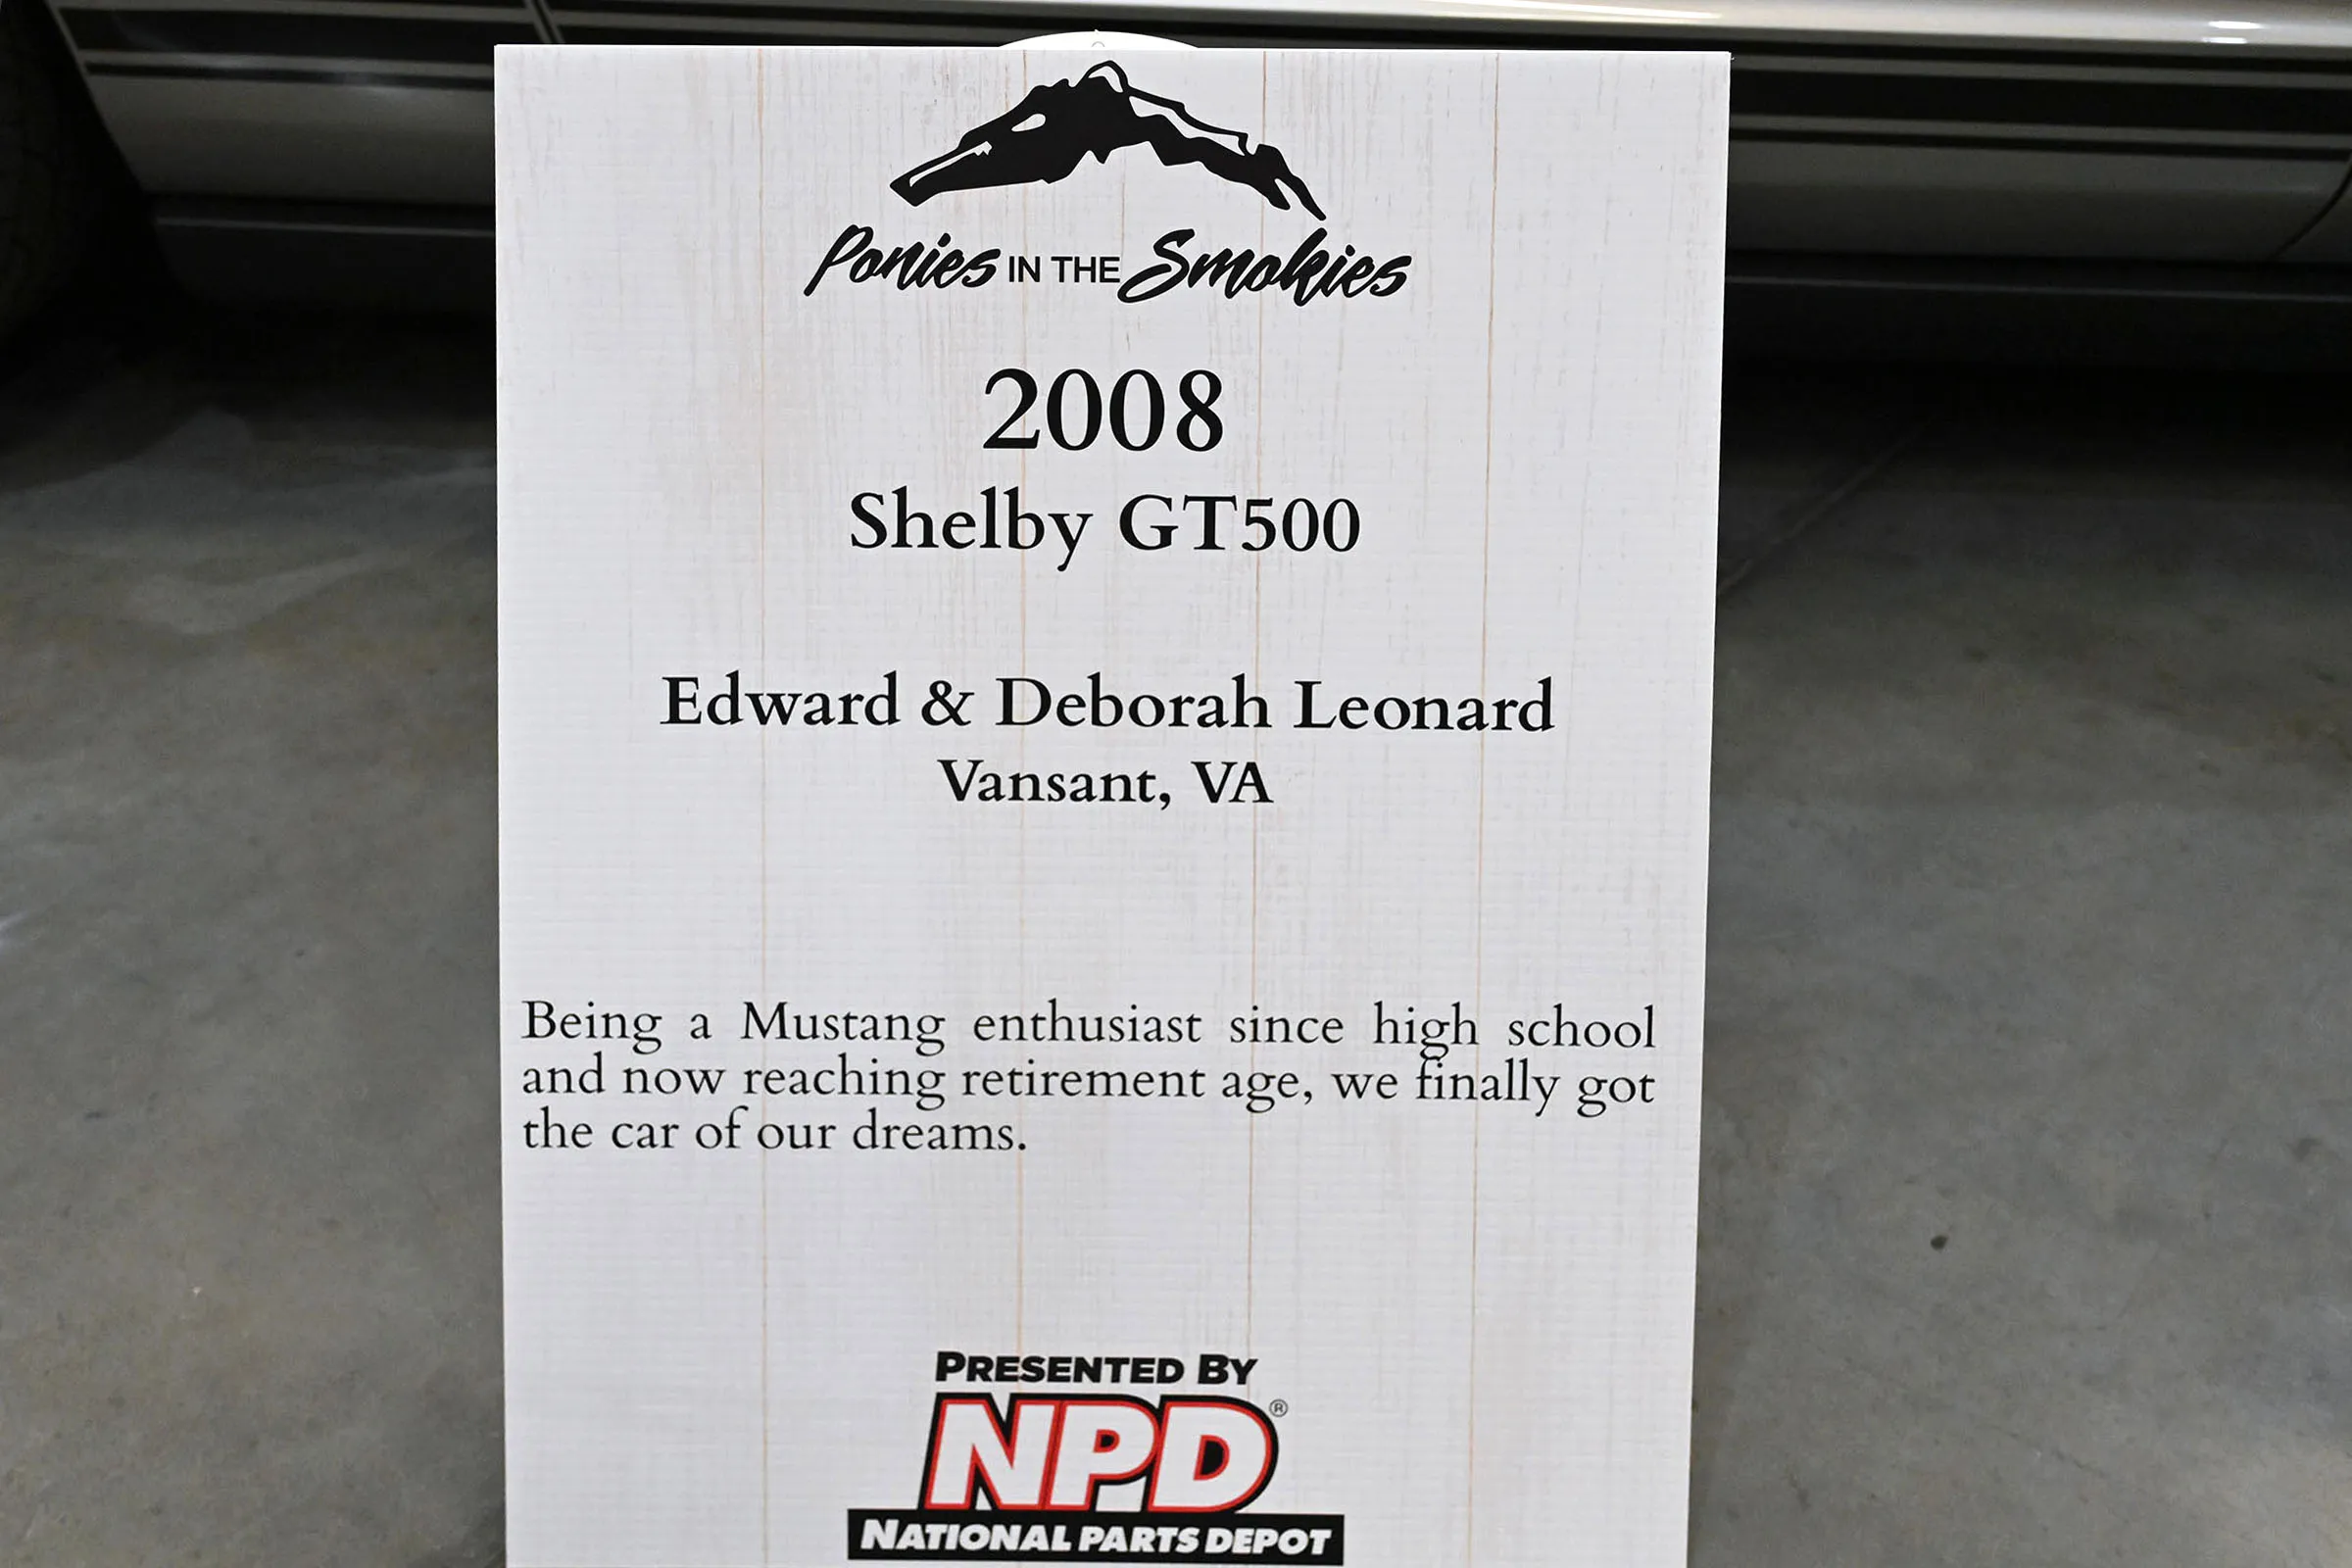 Ponies IN THE Smokies
2008
Shelby GT500
Edward & Deborah Leonard
Vansant, VA
Being a Mustang enthusiast since high school
and now reaching retirement age, we finally got
the car of our dreams.
PRESENTED BY
NPD®
NATIONAL PARTS DEPOT